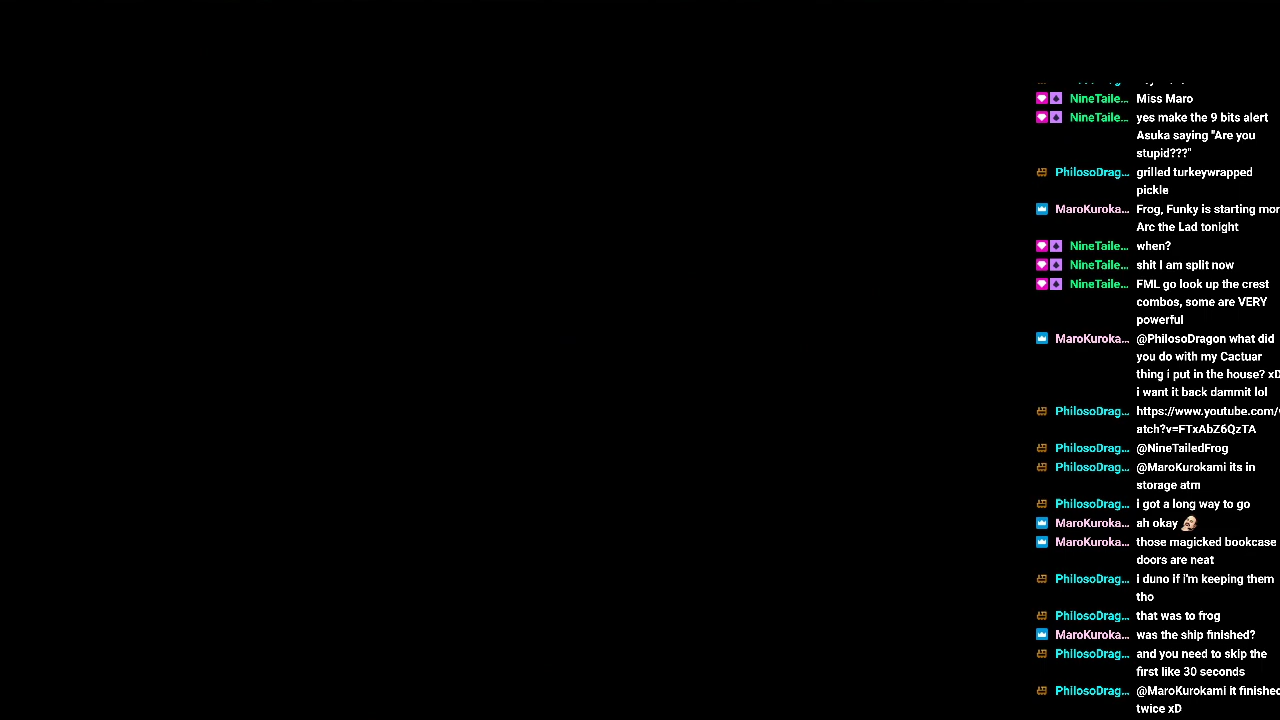 NineTaile... Miss Maro
NineTaile... yes make the 9 bits alert
Asuka saying "Are you
stupid???"
PhilosoDrag... grilled turkeywrapped
pickle
MaroKuroka... Frog, Funky is starting mor
Arc the Lad tonight
NineTaile... when?
NineTaile... shit I am split now
NineTaile... FML go look up the crest
combos, some are VERY
powerful
MaroKuroka... @PhilosoDragon what did
you do with my Cactuar
thing i put in the house? xD
i want it back dammit lol
PhilosoDrag... https://www.youtube.com/
atch?v=FTxAbZ6QzTA
PhilosoDrag... @NineTailedFrog
PhilosoDrag... @MaroKurokami its in
storage atm
PhilosoDrag... i got a long way to go
MaroKuroka... ah okay
MaroKuroka... those magicked bookcase
doors are neat
PhilosoDrag... i duno if i'm keeping them
tho
PhilosoDrag... that was to frog
MaroKuroka... was the ship finished?
PhilosoDrag... and you need to skip the
first like 30 seconds
PhilosoDrag... @MaroKurokami it finished
twice xD